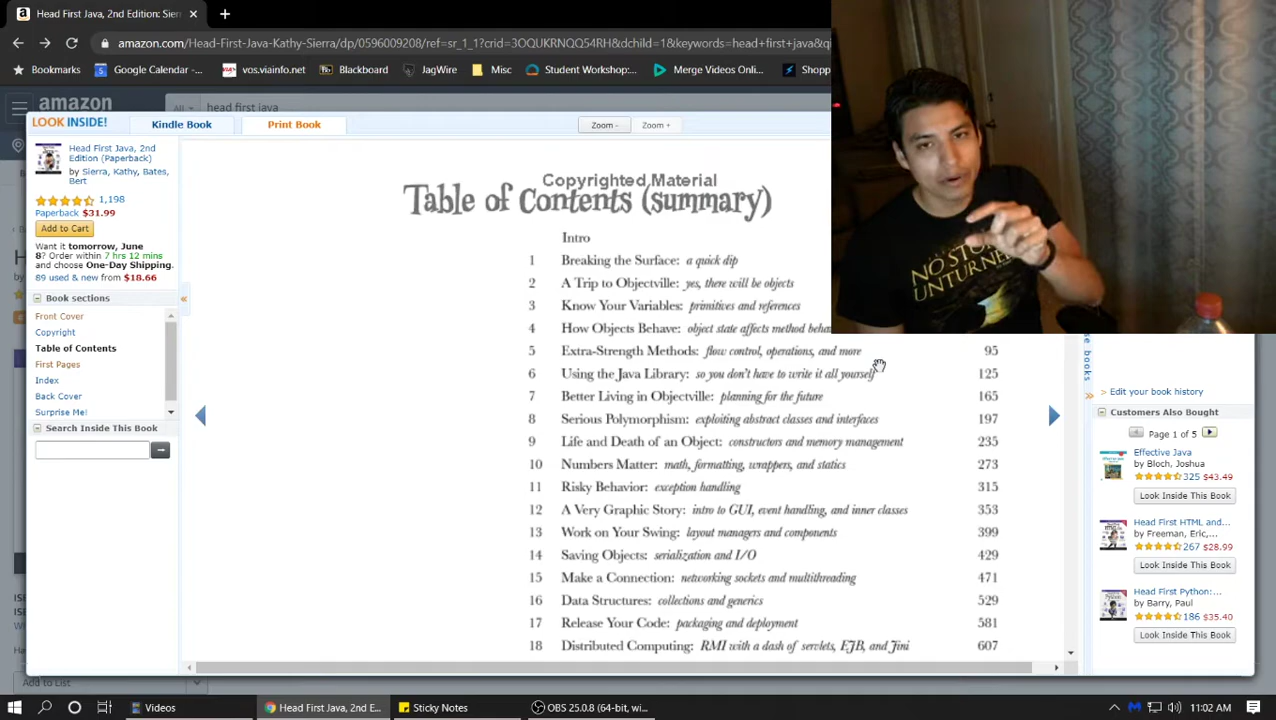 Head First Java, 2nd Edition: Sierr
amazon.com/Head-First-Java-Kathy-Sierra/dp/0596009208/ref=sr_1_1?crid=3OQUKRNQQ54RH&dchild=1&keywords=head+first+java&qi
Bookmarks Google Calendar -... vos.viainfo.net Blackboard JagWire Misc Student Workshop:... Merge Videos Onli... Shopp
amazon All head first java
LOOK INSIDE! Kindle Book Print Book Zoom - Zoom +
Head First Java, 2nd
Edition (Paperback)
by Sierra, Kathy, Bates,
Bert
1,198
Paperback $31.99
Add to Cart
Want it tomorrow, June
8? Order within 7 hrs 12 mins
and choose One-Day Shipping.
89 used & new from $18.66
Book sections
Front Cover
Copyright
Table of Contents
First Pages
Index
Back Cover
Surprise Me!
Search Inside This Book
Copyrighted Material
Table of Contents (summary)
Intro
1 Breaking the Surface: a quick dip
2 A Trip to Objectville: yes, there will be objects
3 Know Your Variables: primitives and references
4 How Objects Behave: object state affects method behav
5 Extra-Strength Methods: flow control, operations, and more 95
6 Using the Java Library: so you don't have to write it all yourself 125
7 Better Living in Objectville: planning for the future 165
8 Serious Polymorphism: exploiting abstract classes and interfaces 197
9 Life and Death of an Object: constructors and memory management 235
10 Numbers Matter: math, formatting, wrappers, and statics 273
11 Risky Behavior: exception handling 315
12 A Very Graphic Story: intro to GUI, event handling, and inner classes 353
13 Work on Your Swing: layout managers and components 399
14 Saving Objects: serialization and I/O 429
15 Make a Connection: networking sockets and multithreading 471
16 Data Structures: collections and generics 529
17 Release Your Code: packaging and deployment 581
18 Distributed Computing: RMI with a dash of servlets, EJB, and Jini 607
NO STO
UNTURNE
se books
> Edit your book history
Customers Also Bought
Page 1 of 5
Effective Java
by Bloch, Joshua
325 $43.49
Look Inside This Book
Head First HTML and...
by Freeman, Eric,...
267 $28.99
Look Inside This Book
Head First Python:...
by Barry, Paul
186 $35.40
Look Inside This Book
Add to List
Videos Head First Java, 2nd E... Sticky Notes OBS 25.0.8 (64-bit, wi... 11:02 AM